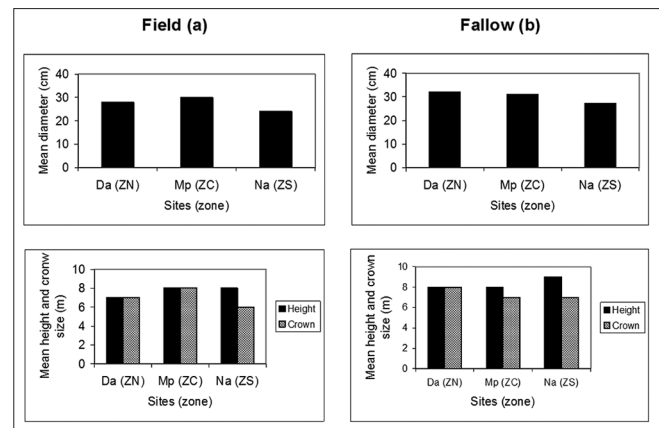 Field (a)
Fallow (b)
Mean diameter (cm)
40
30
20
10
0
Da (ZN) Mp (ZC) Na (ZS)
Sites (zone)
Mean diameter (cm)
40
30
20
10
0
Da (ZN) Mp (ZC) Na (ZS)
Sites (zone)
Mean height and cronw
size (m)
10
8
6
4
2
0
Da (ZN) Mp (ZC) Na (ZS)
Sites (zone)
Height
Crown
Mean height and crown
size (m)
10
8
6
4
2
0
Da (ZN) Mp (ZC) Na (ZS)
Sites (zone)
Height
Crown